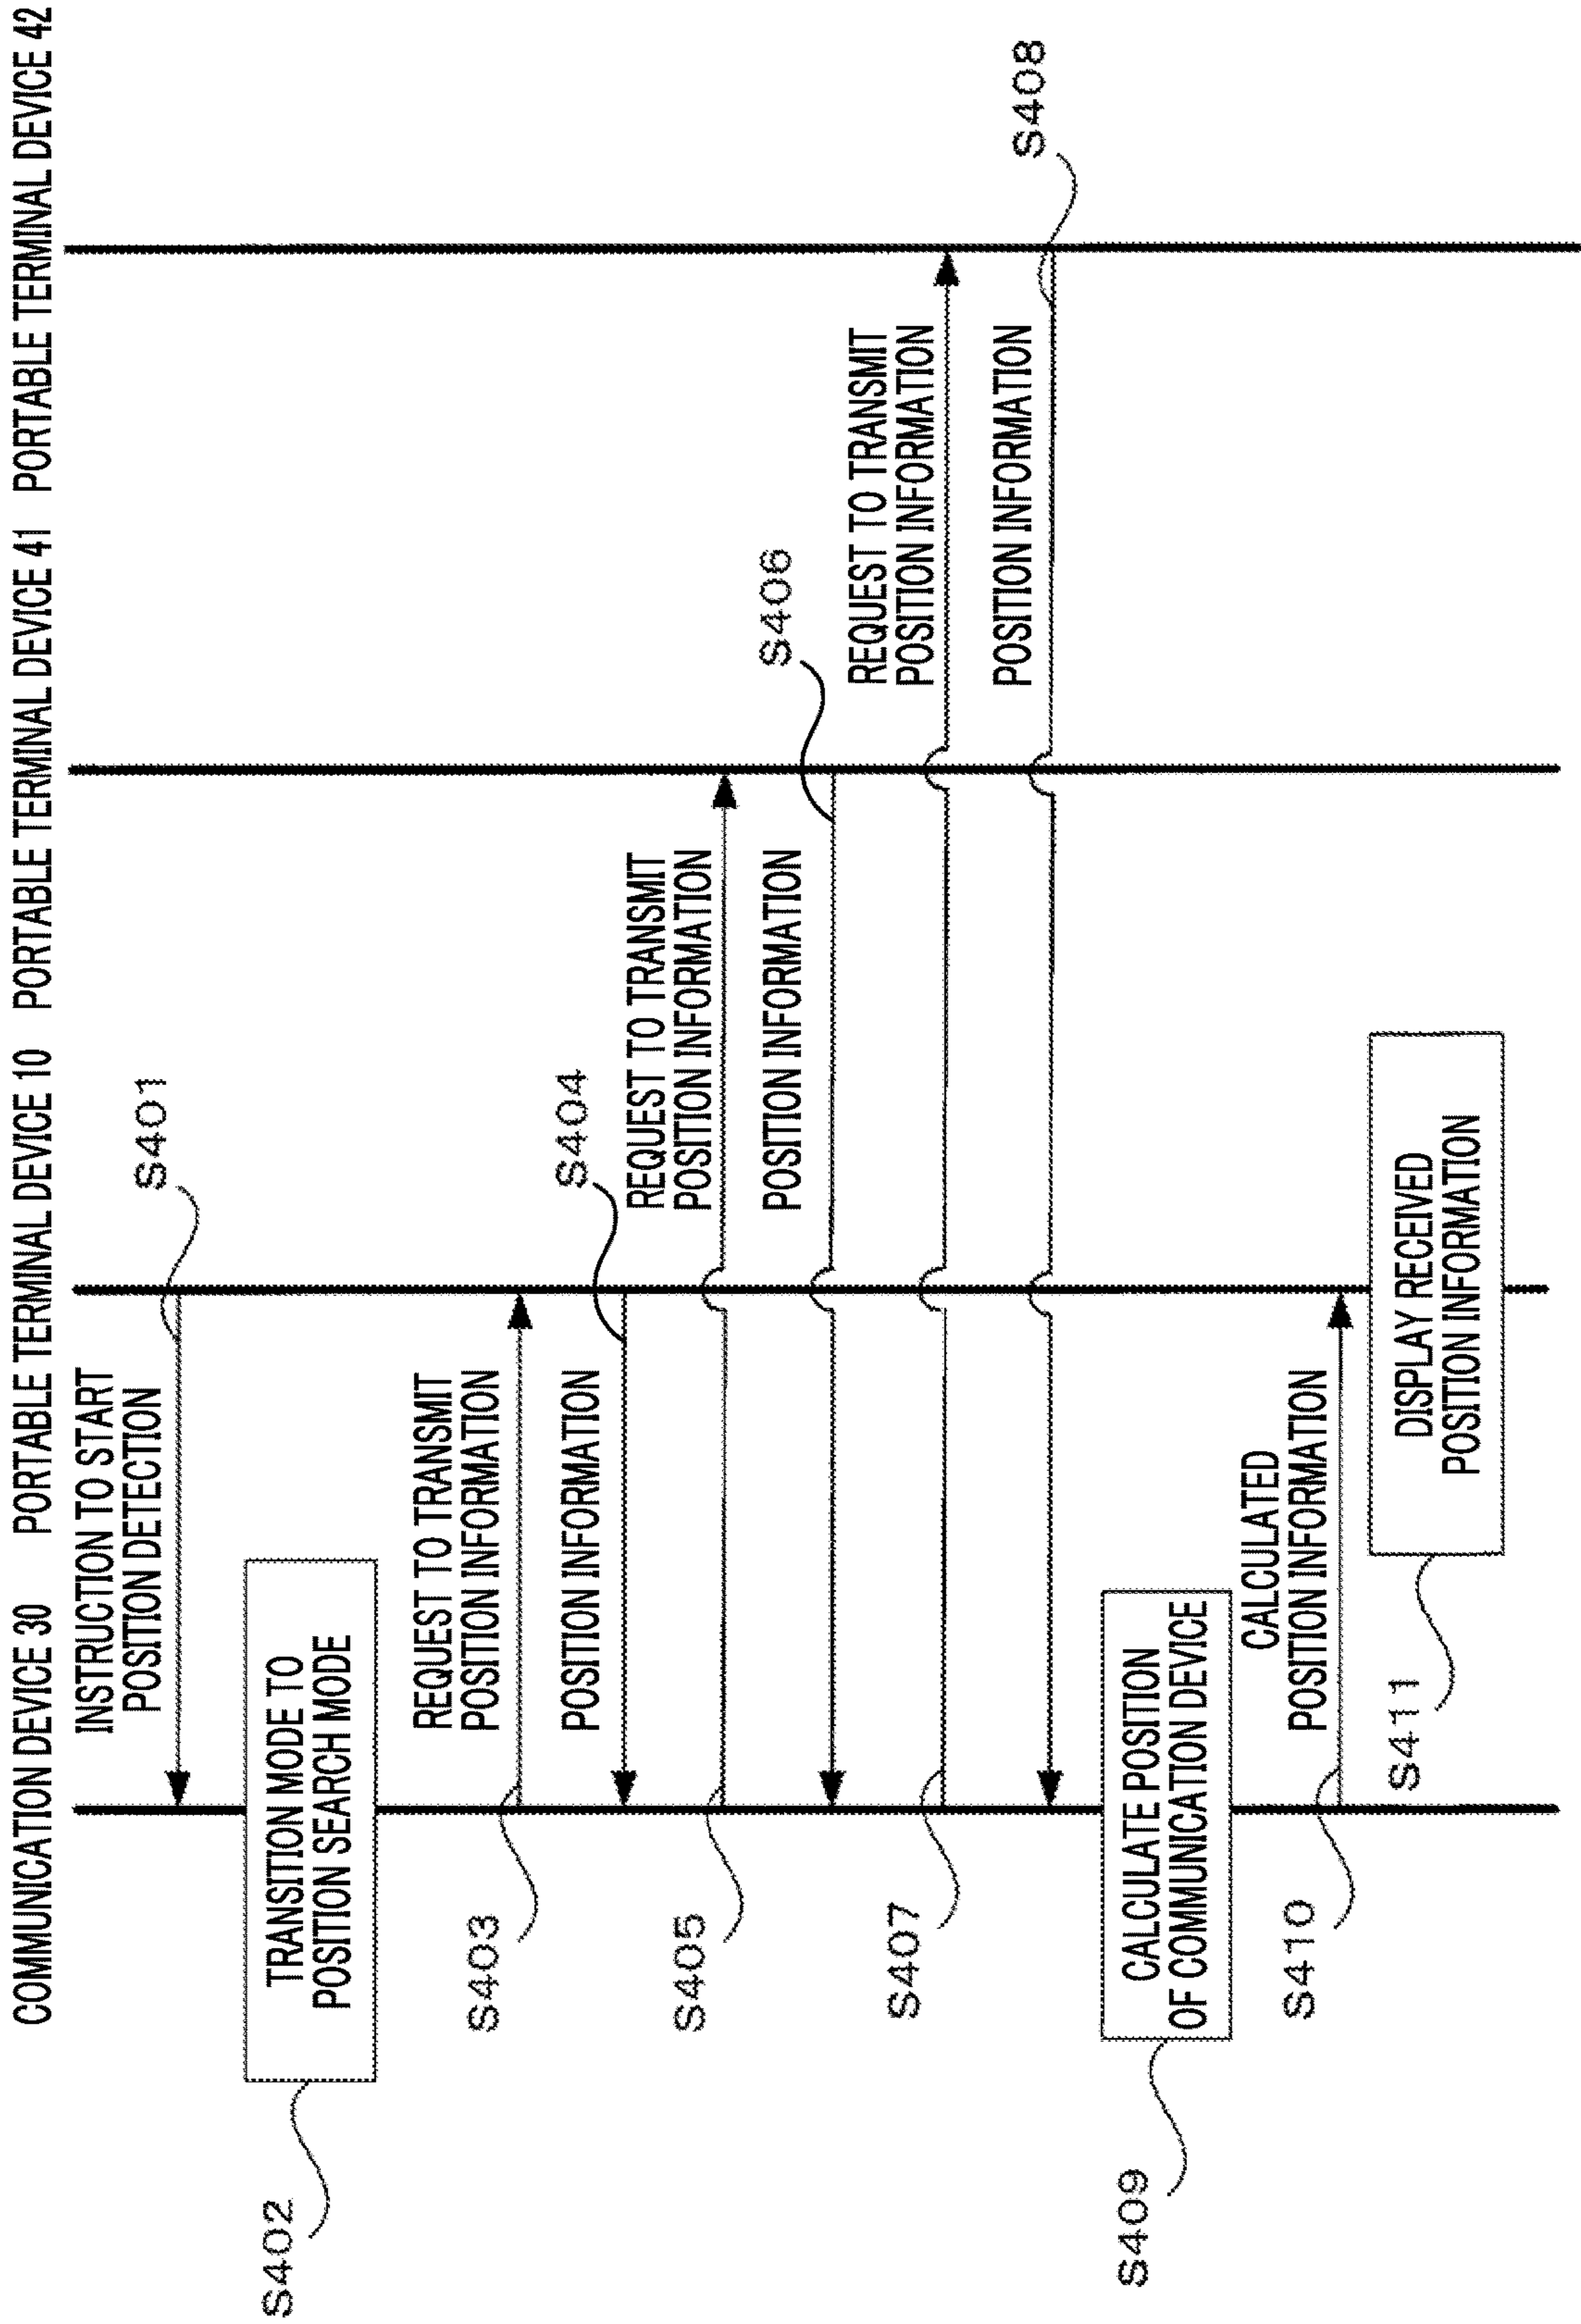 COMMUNICATION DEVICE 30
PORTABLE TERMINAL DEVICE 10
PORTABLE TERMINAL DEVICE 41
PORTABLE TERMINAL DEVICE 42
INSTRUCTION TO START
POSITION DETECTION
S401
TRANSITION MODE TO
POSITION SEARCH MODE
S402
REQUEST TO TRANSMIT
POSITION INFORMATION
S403
POSITION INFORMATION
S404
REQUEST TO TRANSMIT
POSITION INFORMATION
S405
POSITION INFORMATION
S406
REQUEST TO TRANSMIT
POSITION INFORMATION
S407
POSITION INFORMATION
S408
CALCULATE POSITION
OF COMMUNICATION DEVICE
S409
CALCULATED
POSITION INFORMATION
S410
DISPLAY RECEIVED
POSITION INFORMATION
S411